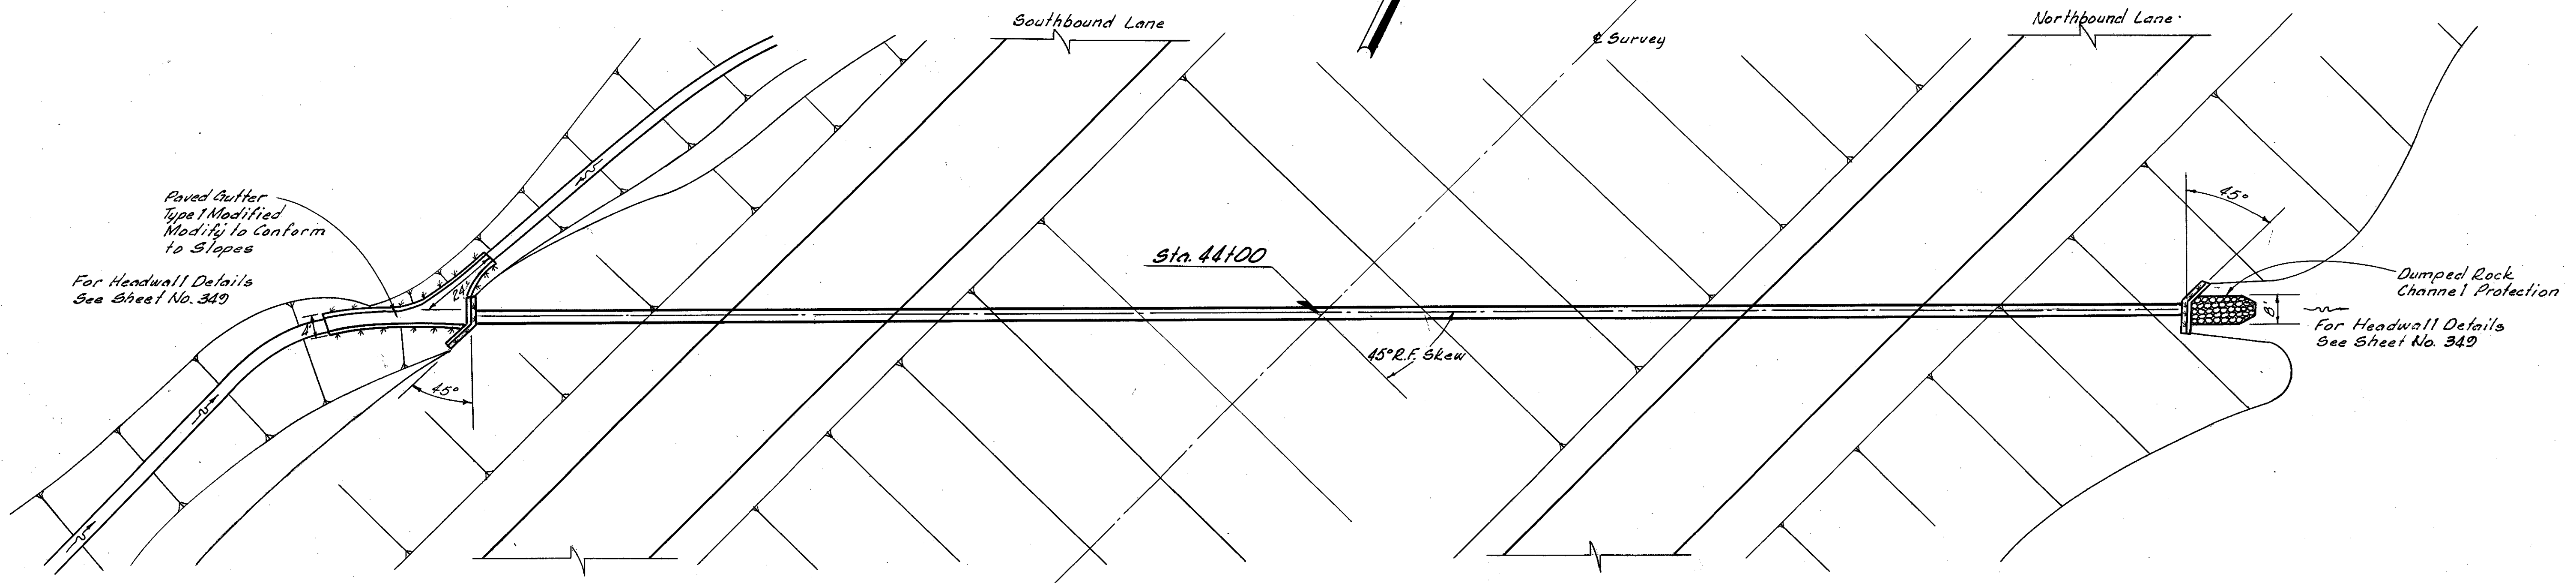 Southbound Lane
Northbound Lane
℄ Survey
Paved Gutter
Type 1 Modified
Modify to Conform
to Slopes
For Headwall Details
See Sheet No. 349
24'
4'
45°
Sta. 44+00
45° R.F. Skew
45°
Dumped Rock
Channel Protection
8'
For Headwall Details
See Sheet No. 349